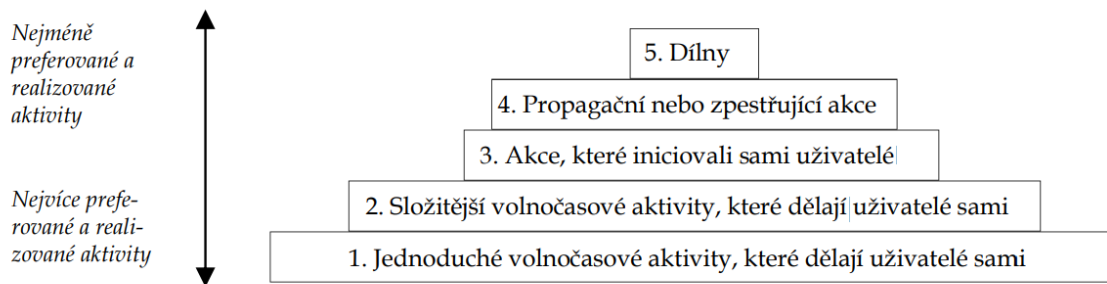 Nejméně
preferované a
realizované
aktivity
5. Dílny
4. Propagační nebo zpestřující akce
3. Akce, které iniciovali sami uživatelé
Nejvíce prefe-
rované a reali-
zované aktivity
2. Složitější volnočasové aktivity, které dělají uživatelé sami
1. Jednoduché volnočasové aktivity, které dělají uživatelé sami